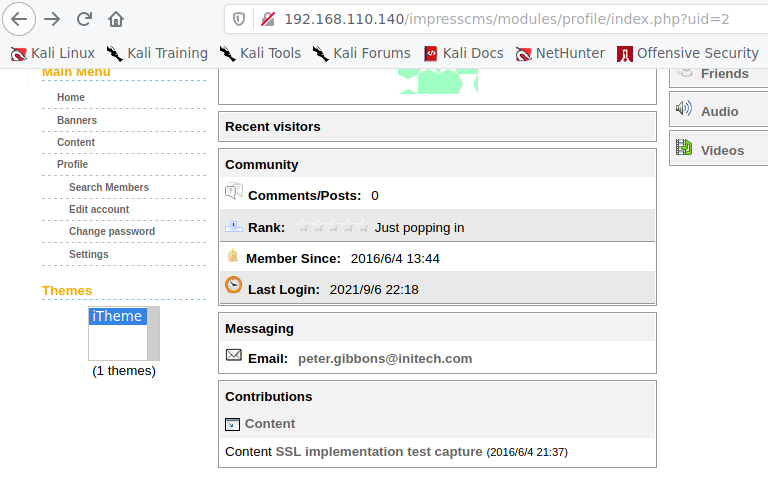 192.168.110.140/impresscms/modules/profile/index.php?uid=2
Kali Linux Kali Training Kali Tools Kali Forums Kali Docs NetHunter Offensive Security
Main Menu
Home
Banners
Content
Profile
Search Members
Edit account
Change password
Settings
Themes
iTheme
(1 themes)
Recent visitors
Community
Comments/Posts: 0
Rank: Just popping in
Member Since: 2016/6/4 13:44
Last Login: 2021/9/6 22:18
Messaging
Email: peter.gibbons@initech.com
Contributions
Content
Content SSL implementation test capture (2016/6/4 21:37)
Friends
Audio
Videos